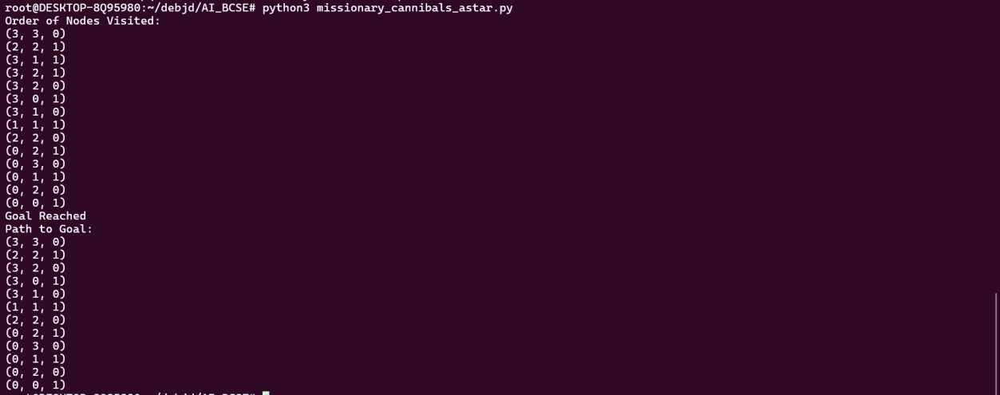 root@DESKTOP-8Q95980:~/debjd/AI_BCSE# python3 missionary_cannibals_astar.py
Order of Nodes Visited:
(3, 3, 0)
(2, 2, 1)
(3, 1, 1)
(3, 2, 1)
(3, 2, 0)
(3, 0, 1)
(3, 1, 0)
(1, 1, 1)
(2, 2, 0)
(0, 2, 1)
(0, 3, 0)
(0, 1, 1)
(0, 2, 0)
(0, 0, 1)
Goal Reached
Path to Goal:
(3, 3, 0)
(2, 2, 1)
(3, 2, 0)
(3, 0, 1)
(3, 1, 0)
(1, 1, 1)
(2, 2, 0)
(0, 2, 1)
(0, 3, 0)
(0, 1, 1)
(0, 2, 0)
(0, 0, 1)